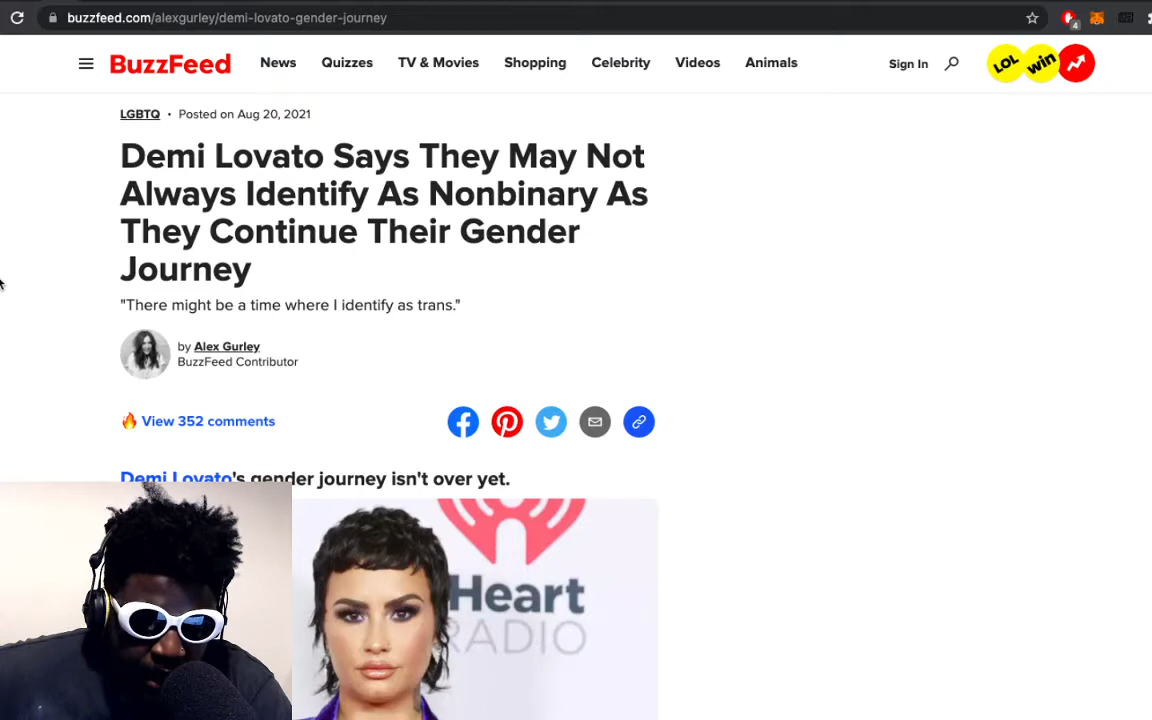 buzzfeed.com/alexgurley/demi-lovato-gender-journey
4
BuzzFeed News Quizzes TV & Movies Shopping Celebrity Videos Animals Sign In LOL win
LGBTQ • Posted on Aug 20, 2021
Demi Lovato Says They May Not
Always Identify As Nonbinary As
They Continue Their Gender
Journey
"There might be a time where I identify as trans."
by Alex Gurley
BuzzFeed Contributor
View 352 comments
Demi Lovato's gender journey isn't over yet.
Heart
RADIO